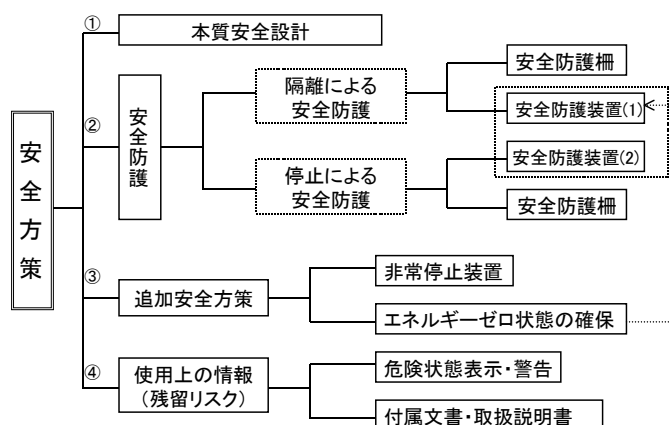 安全方策
①
本質安全設計
②
安全防護
隔離による
安全防護
安全防護柵
安全防護装置(1)
停止による
安全防護
安全防護装置(2)
安全防護柵
③
追加安全方策
非常停止装置
エネルギーゼロ状態の確保
④
使用上の情報
(残留リスク)
危険状態表示・警告
付属文書・取扱説明書